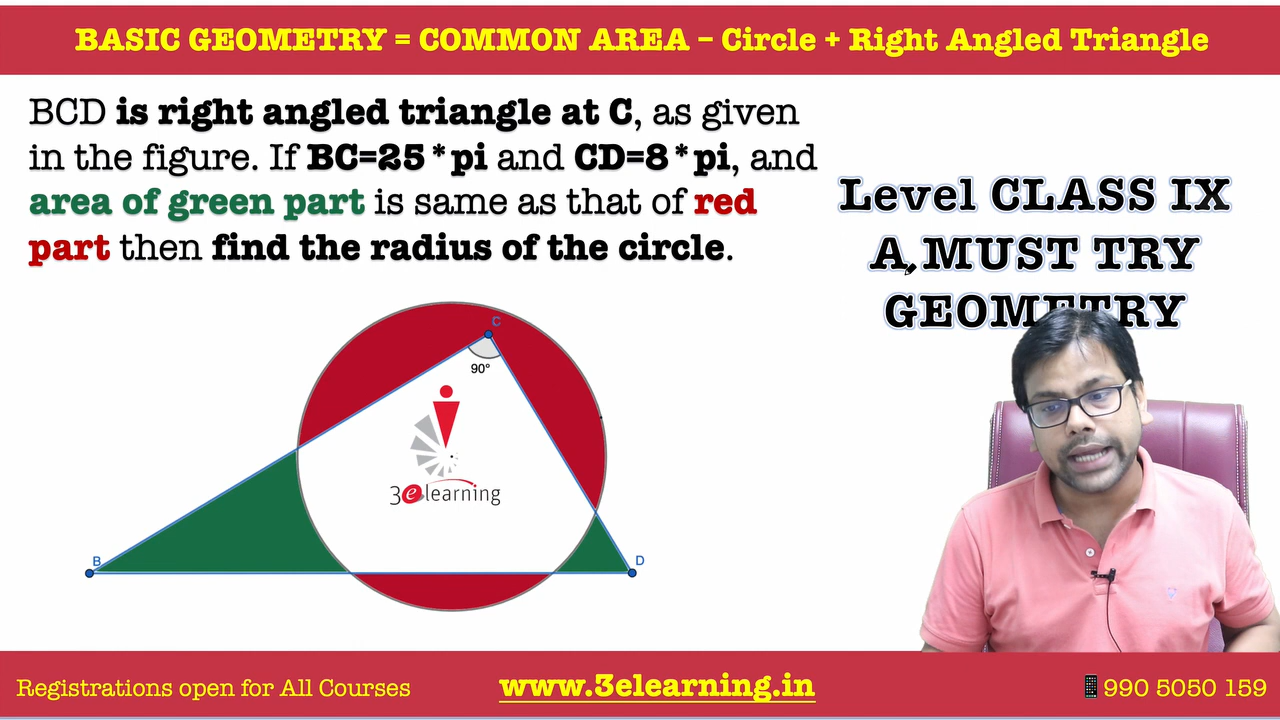 BASIC GEOMETRY = COMMON AREA – Circle + Right Angled Triangle
BCD is right angled triangle at C, as given
in the figure. If BC=25*pi and CD=8*pi, and
area of green part is same as that of red
part then find the radius of the circle.
Level CLASS IX
A MUST TRY
GEOMETRY
C
90°
3elearning
B
D
Registrations open for All Courses
www.3elearning.in
990 5050 159